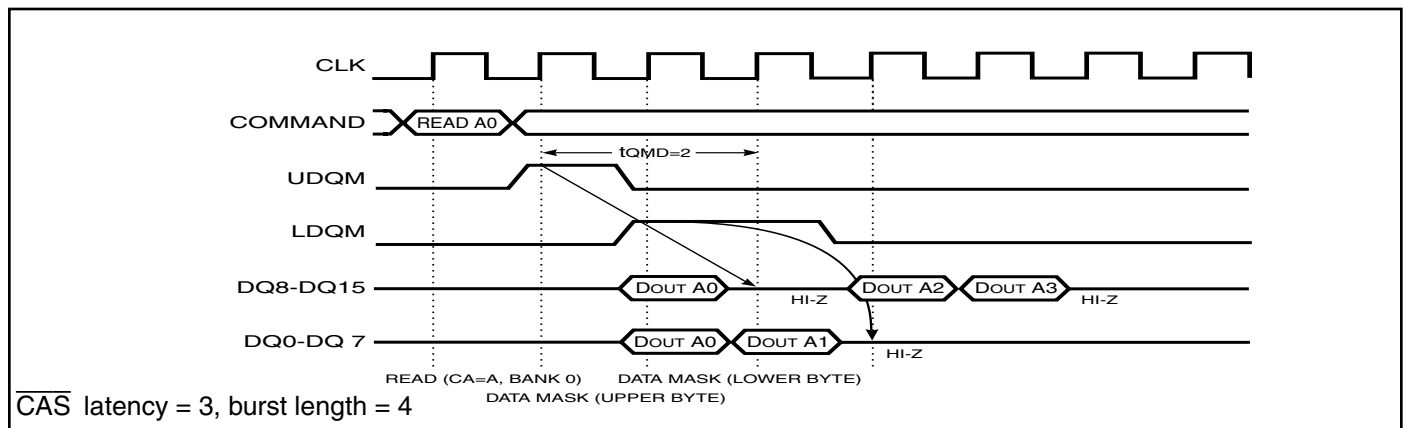 CLK
COMMAND
READ A0
tQMD=2
UDQM
LDQM
DQ8-DQ15
DOUT A0
HI-Z
DOUT A2
DOUT A3
HI-Z
DQ0-DQ 7
DOUT A0
DOUT A1
HI-Z
READ (CA=A, BANK 0)
DATA MASK (LOWER BYTE)
DATA MASK (UPPER BYTE)
CAS latency = 3, burst length = 4